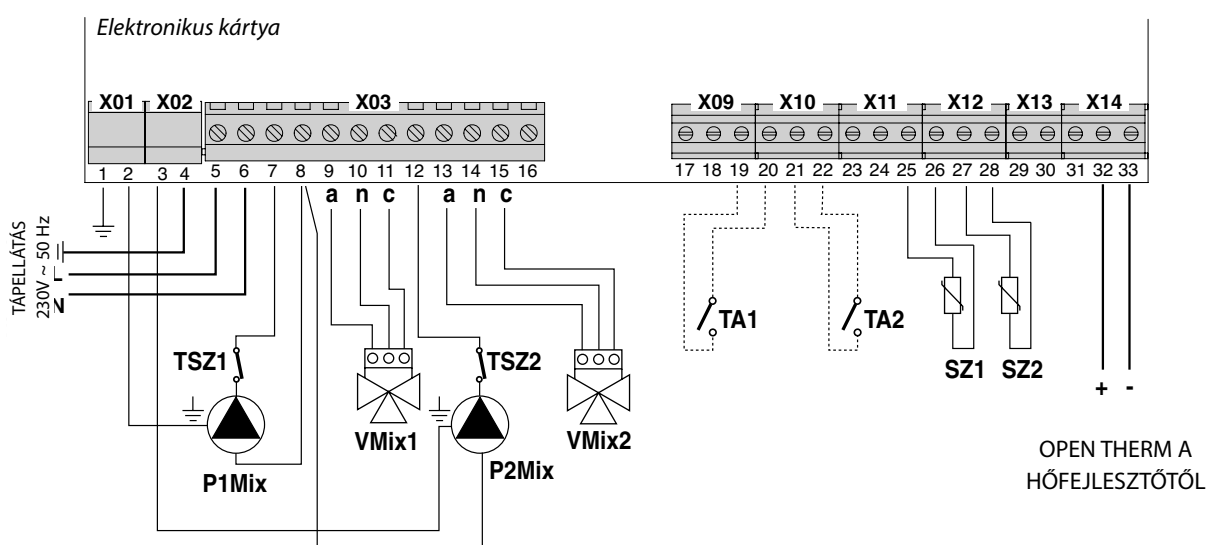 Elektronikus kártya
X01 X02 X03 X09 X10 X11 X12 X13 X14
1 2 3 4 5 6 7 8 9 10 11 12 13 14 15 16 17 18 19 20 21 22 23 24 25 26 27 28 29 30 31 32 33
a n c a n c
TÁPELLÁTÁS
230V ~ 50 Hz
L
N
TSZ1 TSZ2
TA1 TA2
SZ1 SZ2
+ -
VMix1 VMix2
P1Mix P2Mix
OPEN THERM A
HŐFEJLESZTŐTŐL